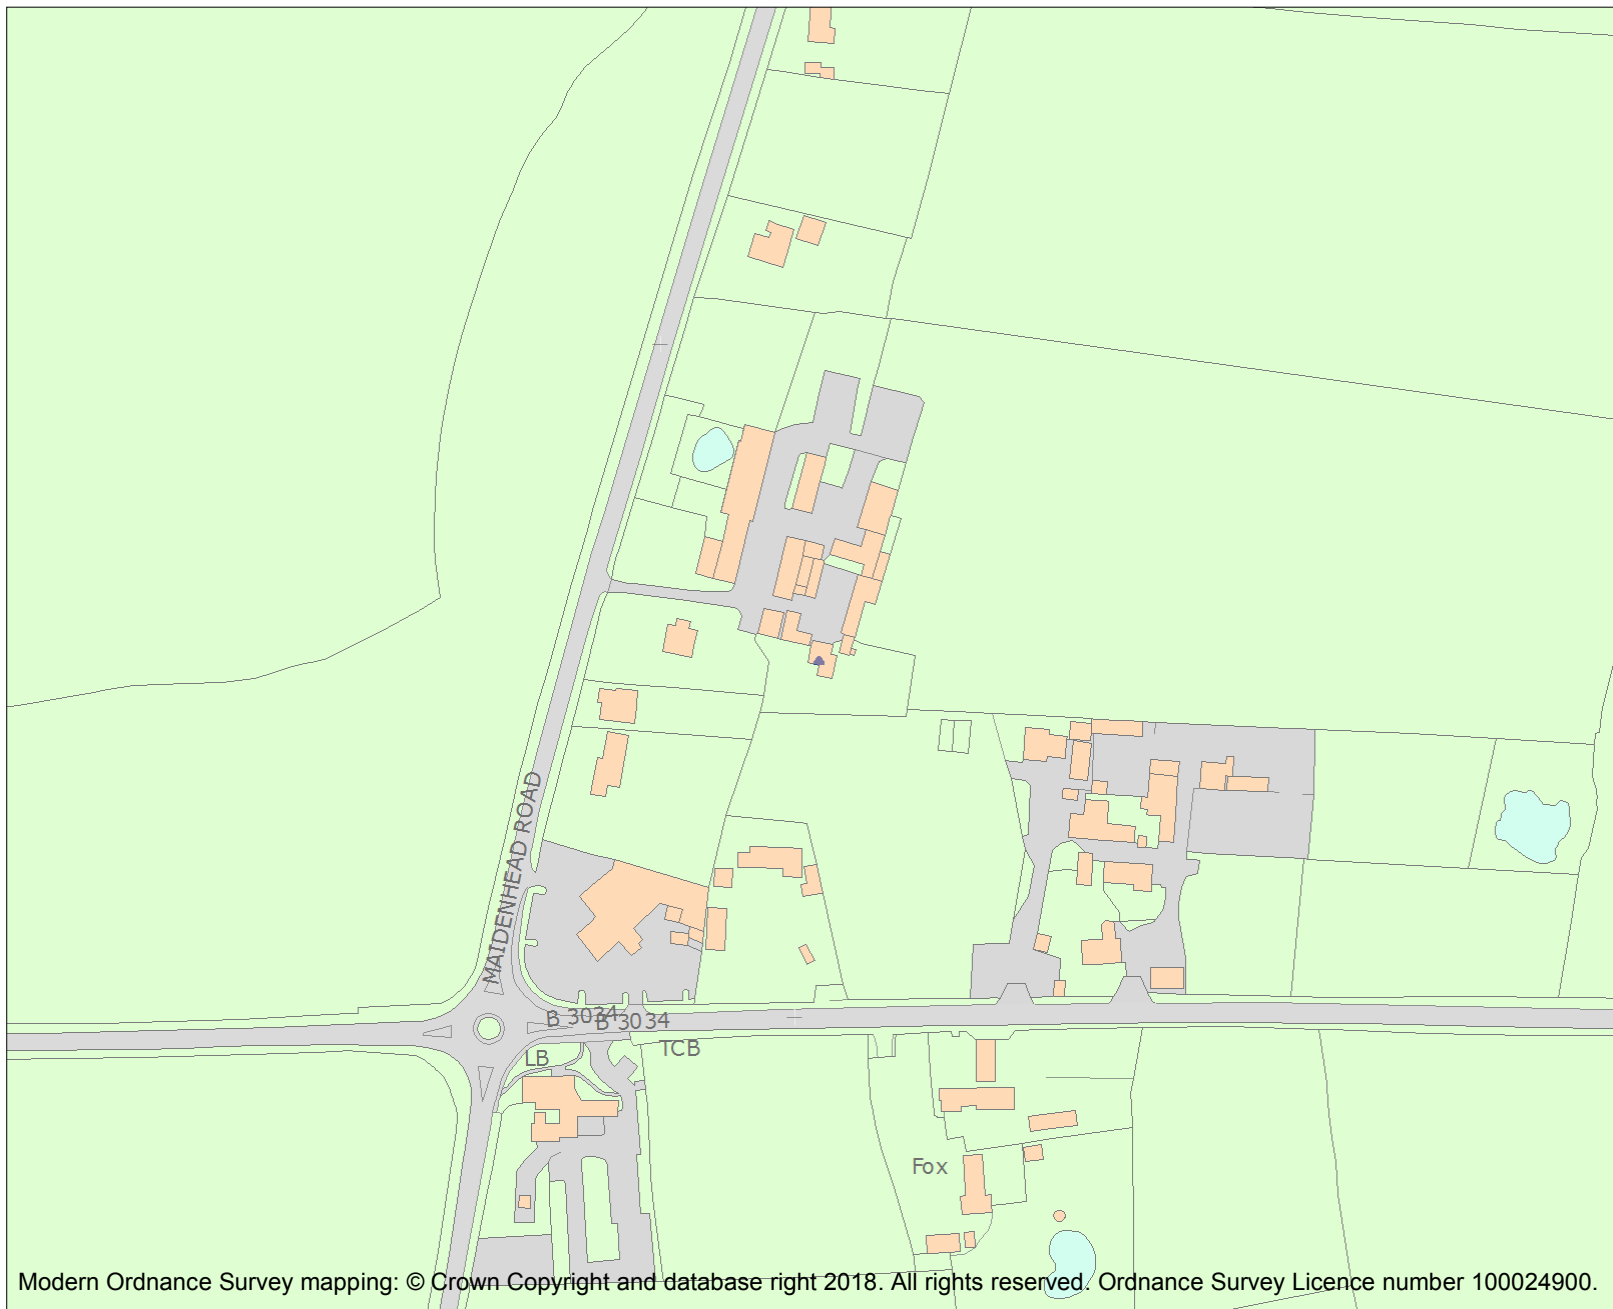 MAIDENHEAD ROAD
B 3034
B 3034
TCB
LB
Fox
Modern Ordnance Survey mapping: © Crown Copyright and database right 2018. All rights reserved. Ordnance Survey Licence number 100024900.